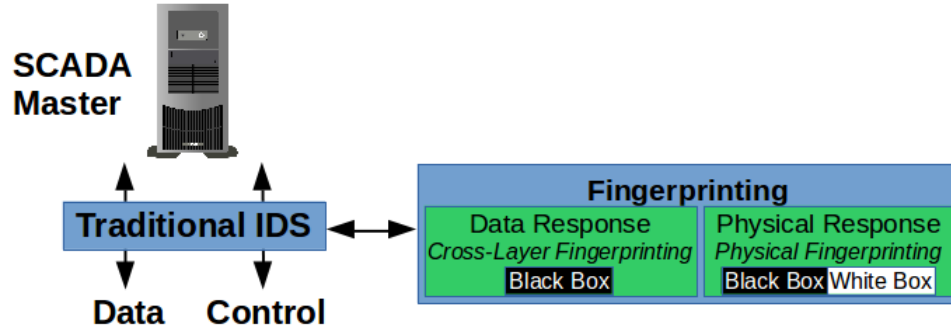 SCADA
Master
Traditional IDS
Data
Control
Fingerprinting
Data Response
Cross-Layer Fingerprinting
Black Box
Physical Response
Physical Fingerprinting
Black Box
White Box